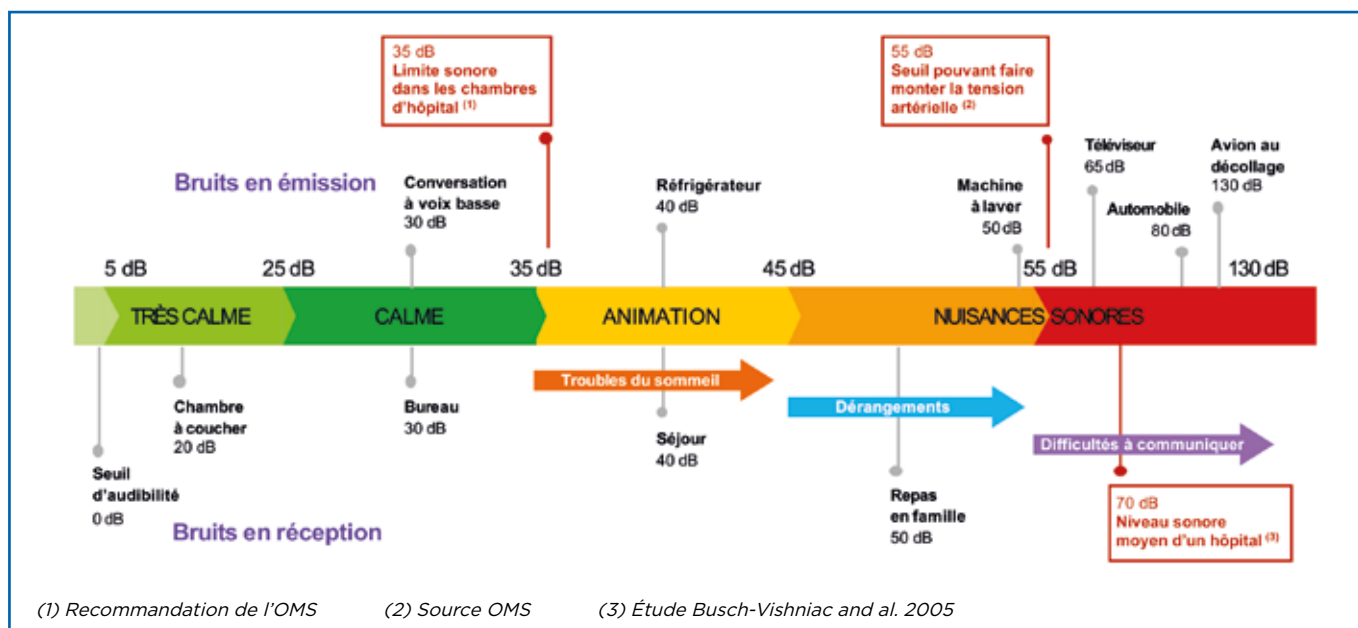 35 dB
Limite sonore
dans les chambres
d'hôpital (1)
55 dB
Seuil pouvant faire
monter la tension
artérielle (2)
Bruits en émission
Conversation
à voix basse
30 dB
Réfrigérateur
40 dB
Machine
à laver
50 dB
Téléviseur
65 dB
Automobile
80 dB
Avion au
décollage
130 dB
5 dB 25 dB 35 dB 45 dB 55 dB 130 dB
TRÈS CALME CALME ANIMATION NUISANCES SONORES
Troubles du sommeil
Dérangements
Difficultés à communiquer
Seuil
d'audibilité
0 dB
Chambre
à coucher
20 dB
Bureau
30 dB
Séjour
40 dB
Repas
en famille
50 dB
70 dB
Niveau sonore
moyen d'un hôpital (3)
Bruits en réception
(1) Recommandation de l'OMS (2) Source OMS (3) Étude Busch-Vishniac and al. 2005